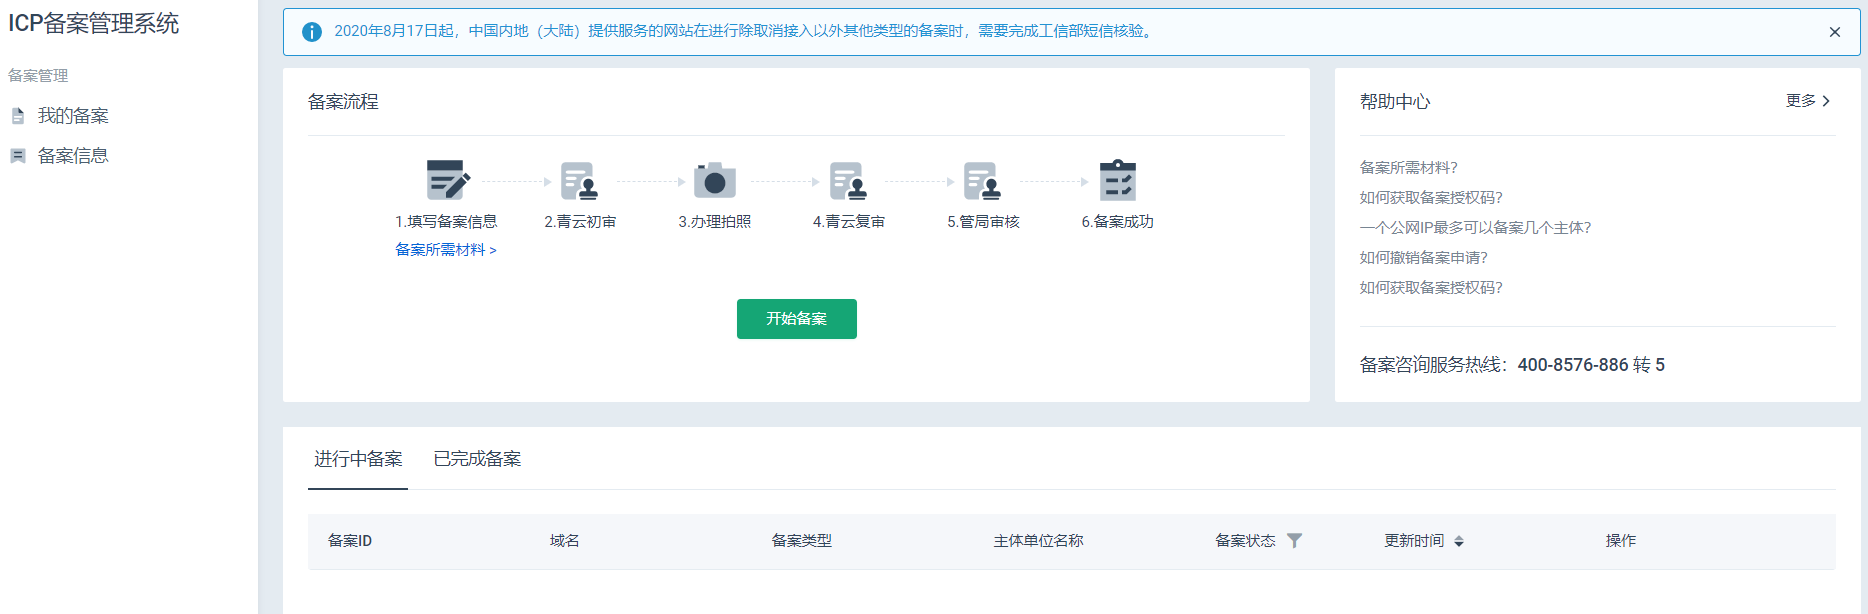 ICP备案管理系统
备案管理
我的备案
备案信息
2020年8月17日起，中国内地（大陆）提供服务的网站在进行除取消接入以外其他类型的备案时，需要完成工信部短信核验。
备案流程
1.填写备案信息
2.青云初审
3.办理拍照
4.青云复审
5.管局审核
6.备案成功
备案所需材料 >
开始备案
帮助中心
更多
备案所需材料?
如何获取备案授权码?
一个公网IP最多可以备案几个主体?
如何撤销备案申请?
如何获取备案授权码?
备案咨询服务热线：400-8576-886 转 5
进行中备案
已完成备案
备案ID
域名
备案类型
主体单位名称
备案状态
更新时间
操作